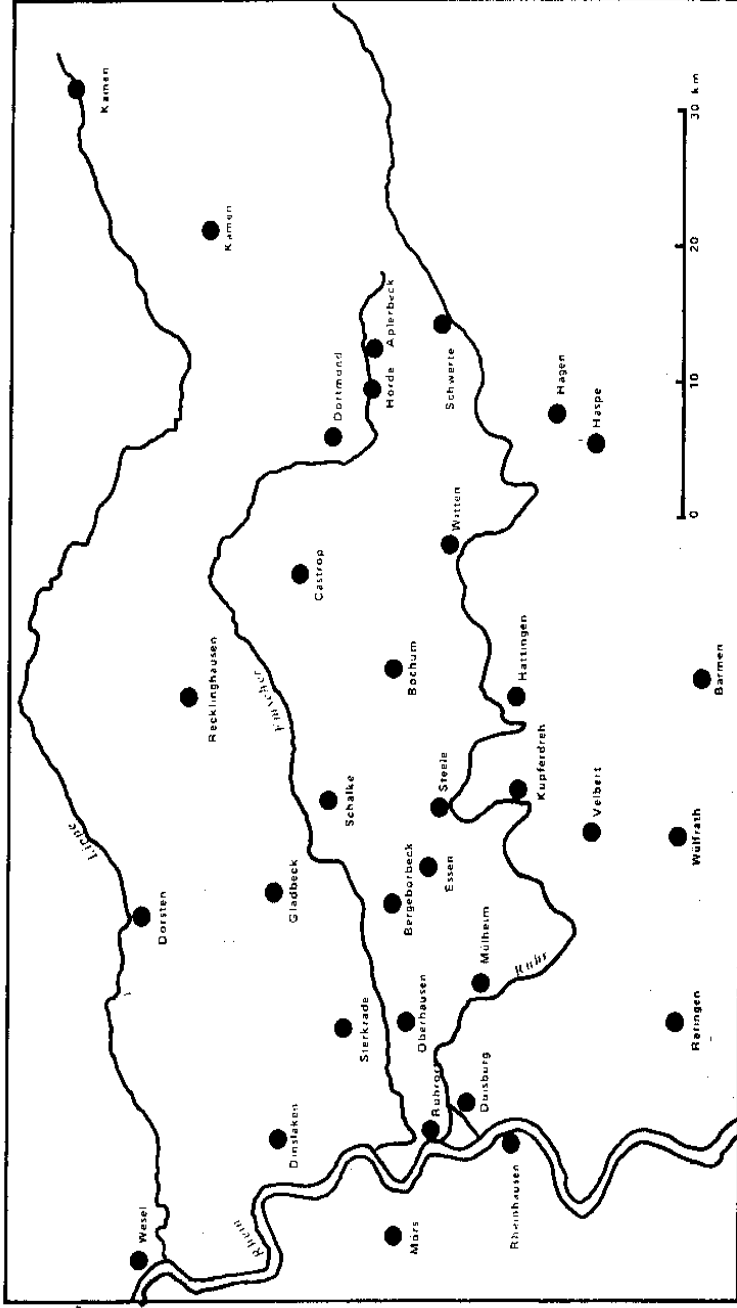 Kamen
Kamen
Lippe
Recklinghausen
Dorsten
Wesel
Dortmund
Aplerbeck
Horde
Castrop
Emscher
Schalke
Gladbeck
Sterkrade
Dinslaken
Rhein
Schwerte
Witten
Bochum
Hattingen
Steele
Kupferdreh
Essen
Bergeborbeck
Mülheim
Ruhr
Oberhausen
Duisburg
Mörs
Rheinhausen
Hagen
Haspe
Barmen
Velbert
Wülfrath
Ratingen
0 10 20 30 km